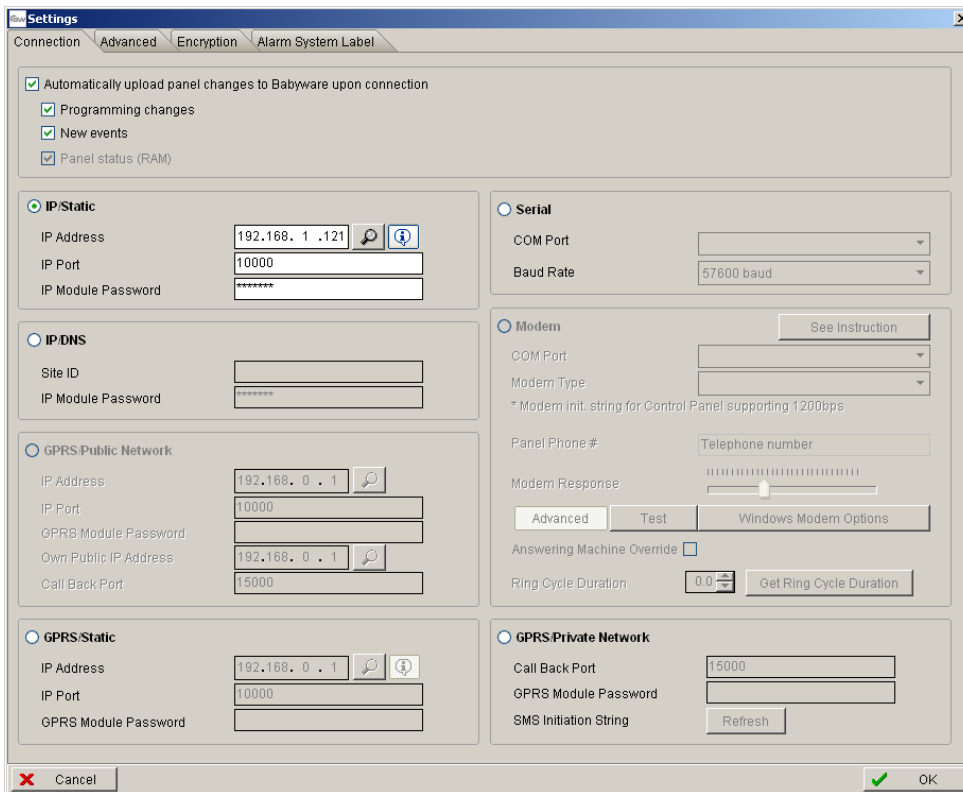 Settings
Connection Advanced Encryption Alarm System Label
Automatically upload panel changes to Babyware upon connection
Programming changes
New events
Panel status (RAM)
IP/Static
IP Address 192.168. 1 .121
IP Port 10000
IP Module Password *******
IP/DNS
Site ID
IP Module Password *******
GPRS/Public Network
IP Address 192.168. 0 . 1
IP Port 10000
GPRS Module Password
Own Public IP Address 192.168. 0 . 1
Call Back Port 15000
GPRS/Static
IP Address 192.168. 0 . 1
IP Port 10000
GPRS Module Password
Serial
COM Port
Baud Rate 57600 baud
Modem See Instruction
COM Port
Modem Type
* Modem init. string for Control Panel supporting 1200bps
Panel Phone # Telephone number
Modem Response
Advanced Test Windows Modem Options
Answering Machine Override
Ring Cycle Duration 0.0 Get Ring Cycle Duration
GPRS/Private Network
Call Back Port 15000
GPRS Module Password
SMS Initiation String Refresh
Cancel OK